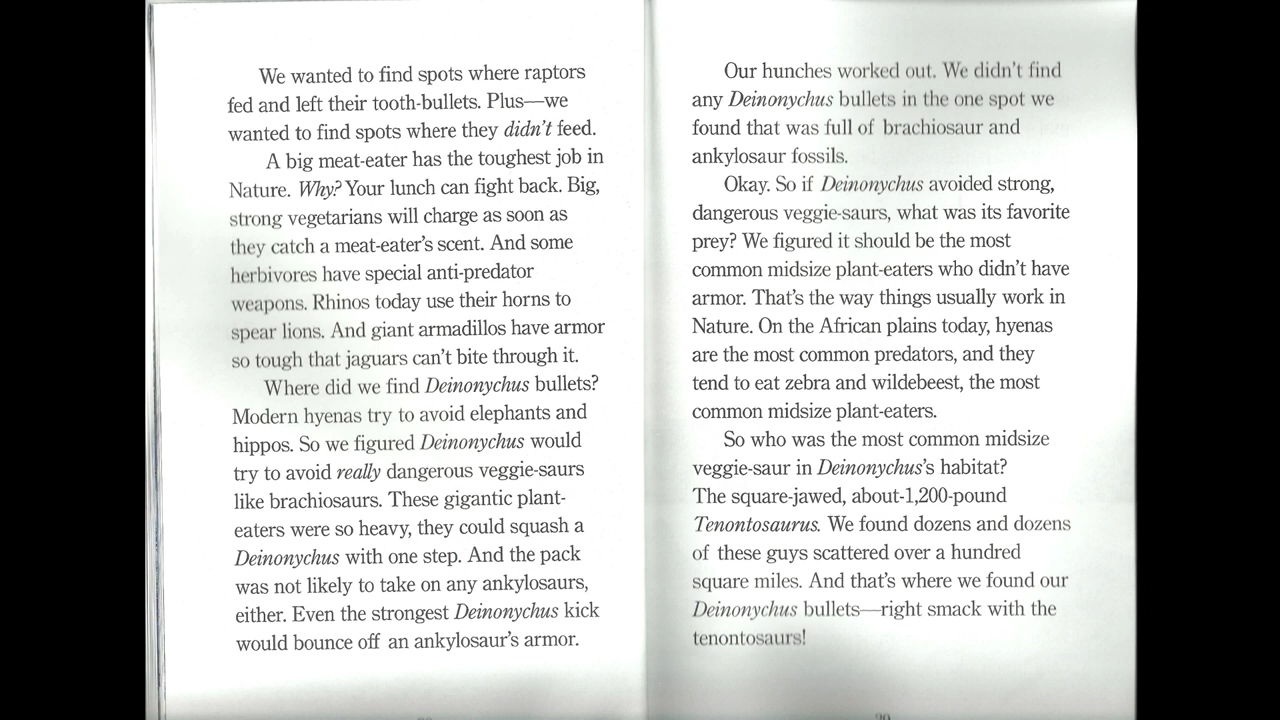 We wanted to find spots where raptors
fed and left their tooth-bullets. Plus—we
wanted to find spots where they didn't feed.
A big meat-eater has the toughest job in
Nature. Why? Your lunch can fight back. Big,
strong vegetarians will charge as soon as
they catch a meat-eater's scent. And some
herbivores have special anti-predator
weapons. Rhinos today use their horns to
spear lions. And giant armadillos have armor
so tough that jaguars can't bite through it.
Where did we find Deinonychus bullets?
Modern hyenas try to avoid elephants and
hippos. So we figured Deinonychus would
try to avoid really dangerous veggie-saurs
like brachiosaurs. These gigantic plant-
eaters were so heavy, they could squash a
Deinonychus with one step. And the pack
was not likely to take on any ankylosaurs,
either. Even the strongest Deinonychus kick
would bounce off an ankylosaur's armor.
Our hunches worked out. We didn't find
any Deinonychus bullets in the one spot we
found that was full of brachiosaur and
ankylosaur fossils.
Okay. So if Deinonychus avoided strong,
dangerous veggie-saurs, what was its favorite
prey? We figured it should be the most
common midsize plant-eaters who didn't have
armor. That's the way things usually work in
Nature. On the African plains today, hyenas
are the most common predators, and they
tend to eat zebra and wildebeest, the most
common midsize plant-eaters.
So who was the most common midsize
veggie-saur in Deinonychus's habitat?
The square-jawed, about-1,200-pound
Tenontosaurus. We found dozens and dozens
of these guys scattered over a hundred
square miles. And that's where we found our
Deinonychus bullets—right smack with the
tenontosaurs!